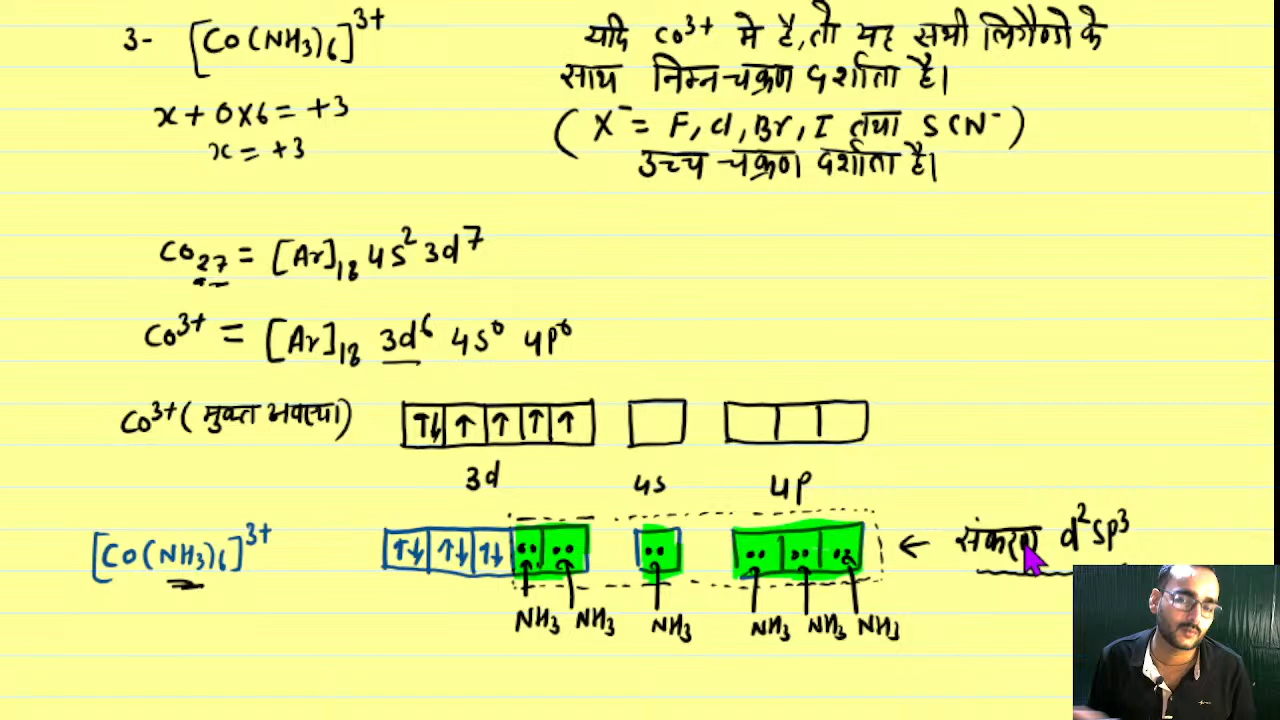 3- [Co(NH3)6]3+
x + 0x6 = +3
x = +3
यदि Co3+ मे है, तो यह सभी लिगैण्डो के
साथ निम्न चक्रण दर्शाता है।
( X- = F, Cl, Br, I तथा SCN- )
उच्च चक्रण दर्शाता है।
Co27 = [Ar]18 4s2 3d7
Co3+ = [Ar]18 3d6 4s0 4p0
Co3+ (मुक्त अवस्था)
↑↓ ↑ ↑ ↑ ↑
3d 4s 4p
[Co(NH3)6]3+ ↑↓ ↑↓ ↑↓ ← संकरण d2sp3
NH3 NH3 NH3 NH3 NH3 NH3